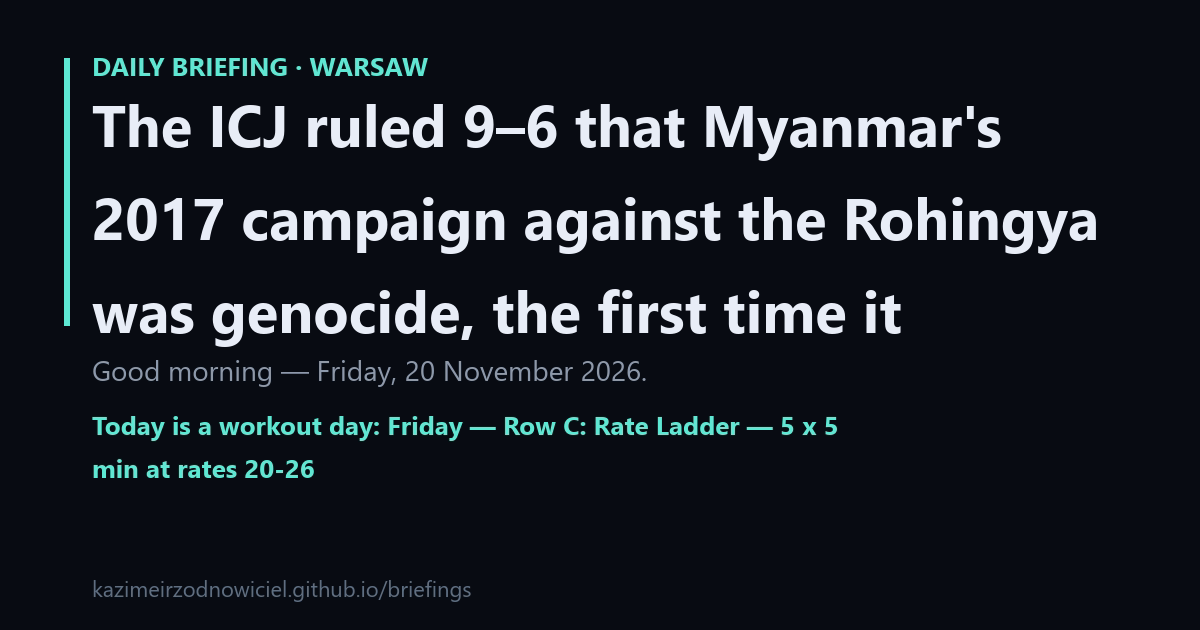 DAILY BRIEFING · WARSAW
The ICJ ruled 9–6 that Myanmar's
2017 campaign against the Rohingya
was genocide, the first time it
Good morning — Friday, 20 November 2026.
Today is a workout day: Friday — Row C: Rate Ladder — 5 x 5
min at rates 20-26
kazimeirzodnowiciel.github.io/briefings